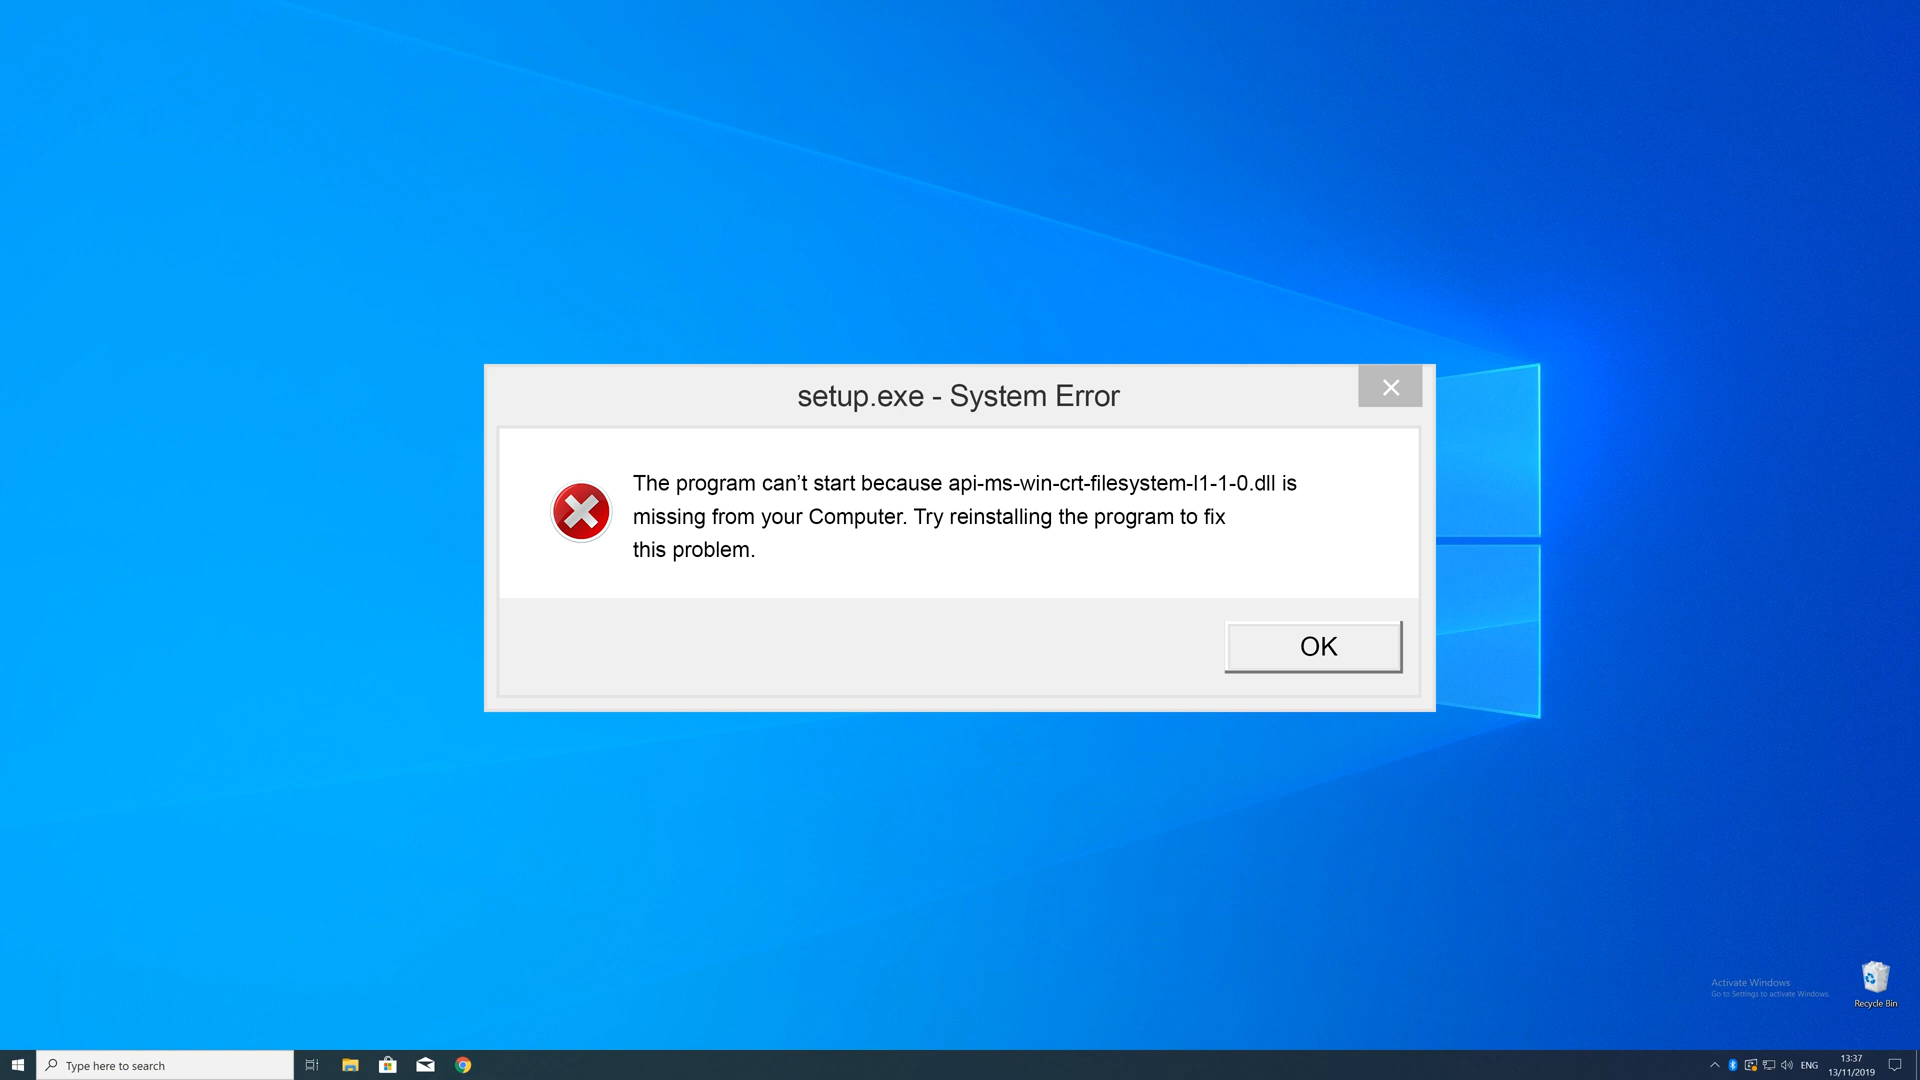 setup.exe - System Error
The program can’t start because api-ms-win-crt-filesystem-l1-1-0.dll is
missing from your Computer. Try reinstalling the program to fix
this problem.
OK
Activate Windows
Go to Settings to activate Windows.
Recycle Bin
Type here to search
ENG
13:37
13/11/2019